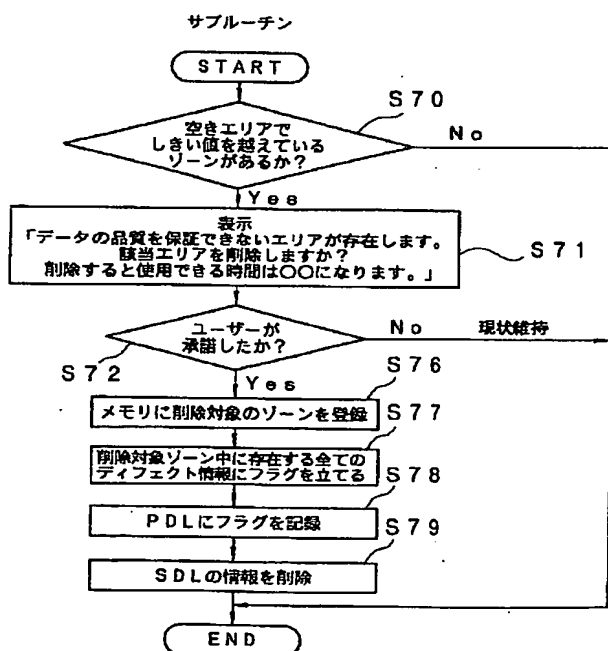 サブルーチン
START
S70
空きエリアで
しきい値を越えている
ゾーンがあるか?
No
Yes
表示
「データの品質を保証できないエリアが存在します。
該当エリアを削除しますか?
削除すると使用できる時間は〇〇になります。」
S71
ユーザーが
承諾したか?
No 現状維持
S72
Yes
S76
メモリに削除対象のゾーンを登録
S77
削除対象ゾーン中に存在する全ての
ディフェクト情報にフラグを立てる
S78
PDLにフラグを記録
S79
SDLの情報を削除
END